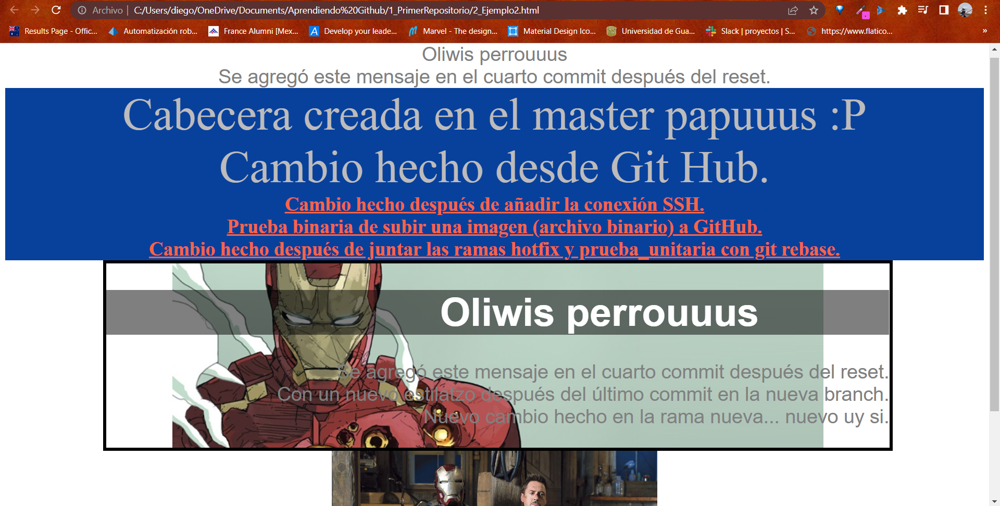 Archivo | C:/Users/diego/OneDrive/Documents/Aprendiendo%20Github/1_PrimerRepositorio/2_Ejemplo2.html
Results Page - Offic... Automatización rob... France Alumni [Mex... Develop your leade... Marvel - The design... Material Design Ico... Universidad de Gua... Slack | proyectos | S... https://www.flatico... »
Oliwis perrouuus
Se agregó este mensaje en el cuarto commit después del reset.
Cabecera creada en el master papuuus :P
Cambio hecho desde Git Hub.
Cambio hecho después de añadir la conexión SSH.
Prueba binaria de subir una imagen (archivo binario) a GitHub.
Cambio hecho después de juntar las ramas hotfix y prueba_unitaria con git rebase.
Oliwis perrouuus
Se agregó este mensaje en el cuarto commit después del reset.
Con un nuevo estilatzo después del último commit en la nueva branch.
Nuevo cambio hecho en la rama nueva... nuevo uy si.